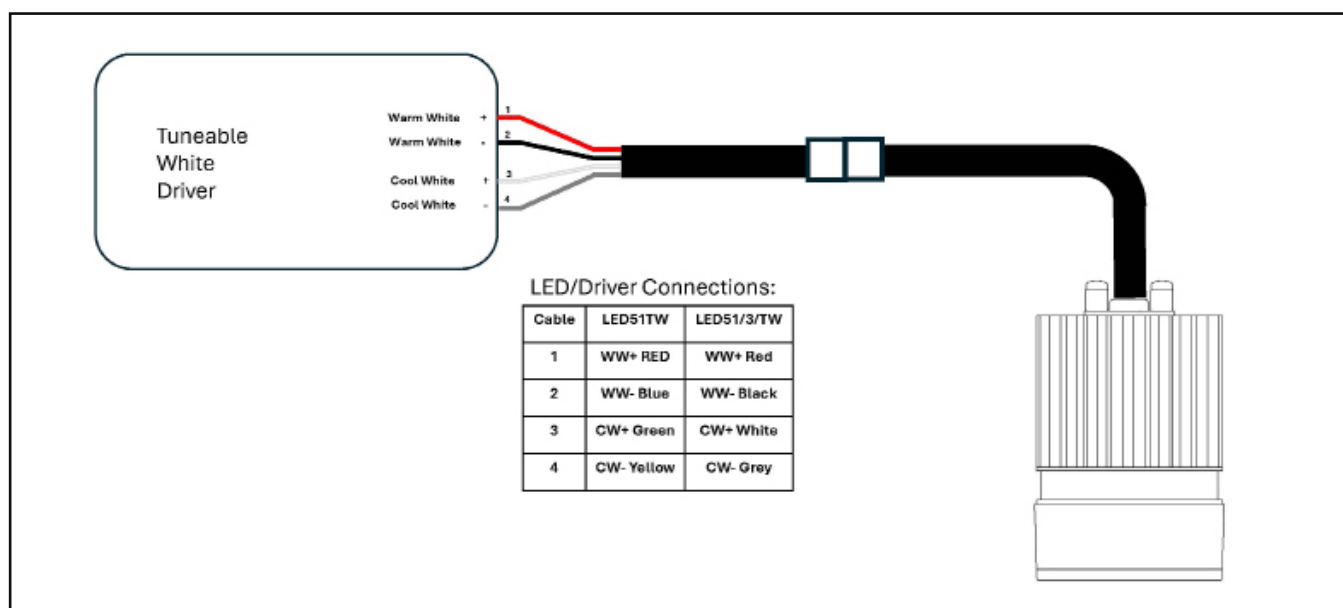 Warm White + 1
Warm White - 2
Tuneable
White
Driver
Cool White + 3
Cool White - 4
LED/Driver Connections:
Cable LED51TW LED51/3/TW
1 WW+ RED WW+ Red
2 WW- Blue WW- Black
3 CW+ Green CW+ White
4 CW- Yellow CW- Grey